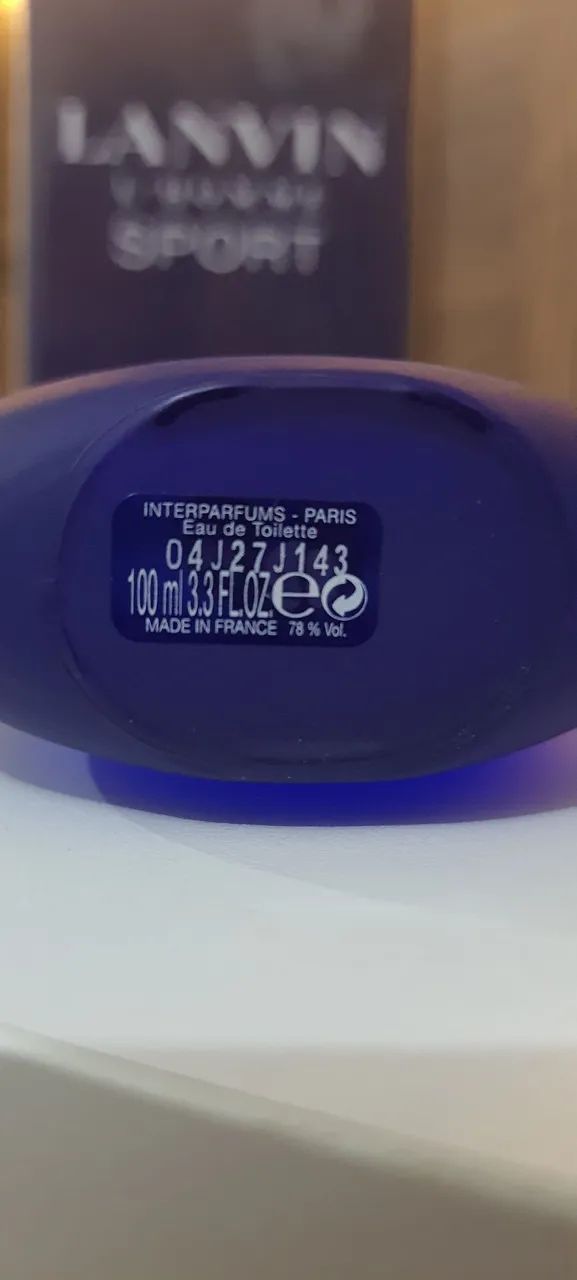 LANVIN
L'HOMME
SPORT
INTERPARFUMS - PARIS
Eau de Toilette
04J27J143
100 ml 3.3 FL.OZ. e
MADE IN FRANCE 78 % Vol.